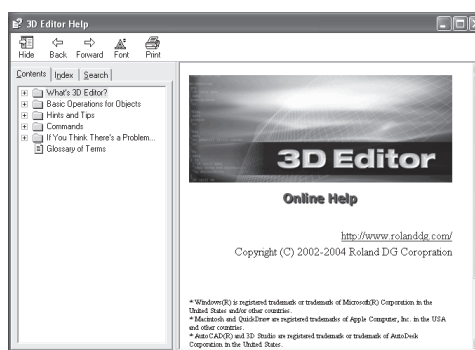 3D Editor Help
Hide Back Forward Font Print
Contents Index Search
What's 3D Editor?
Basic Operations for Objects
Hints and Tips
Commands
If You Think There's a Problem...
Glossary of Terms
3D Editor
Online Help
http://www.rolanddg.com/
Copyright (C) 2002-2004 Roland DG Coropration
* Windows(R) is registered trademark or trademark of Microsoft(R) Corporation in the
United States and/or other countries.
* Macintosh and QuickDraw are registered trademarks of Apple Computer, Inc. in the USA
and other countries.
* AutoCAD(R) and 3D Studio are registered trademark or trademark of AutoDesk
Corporation in the United States.